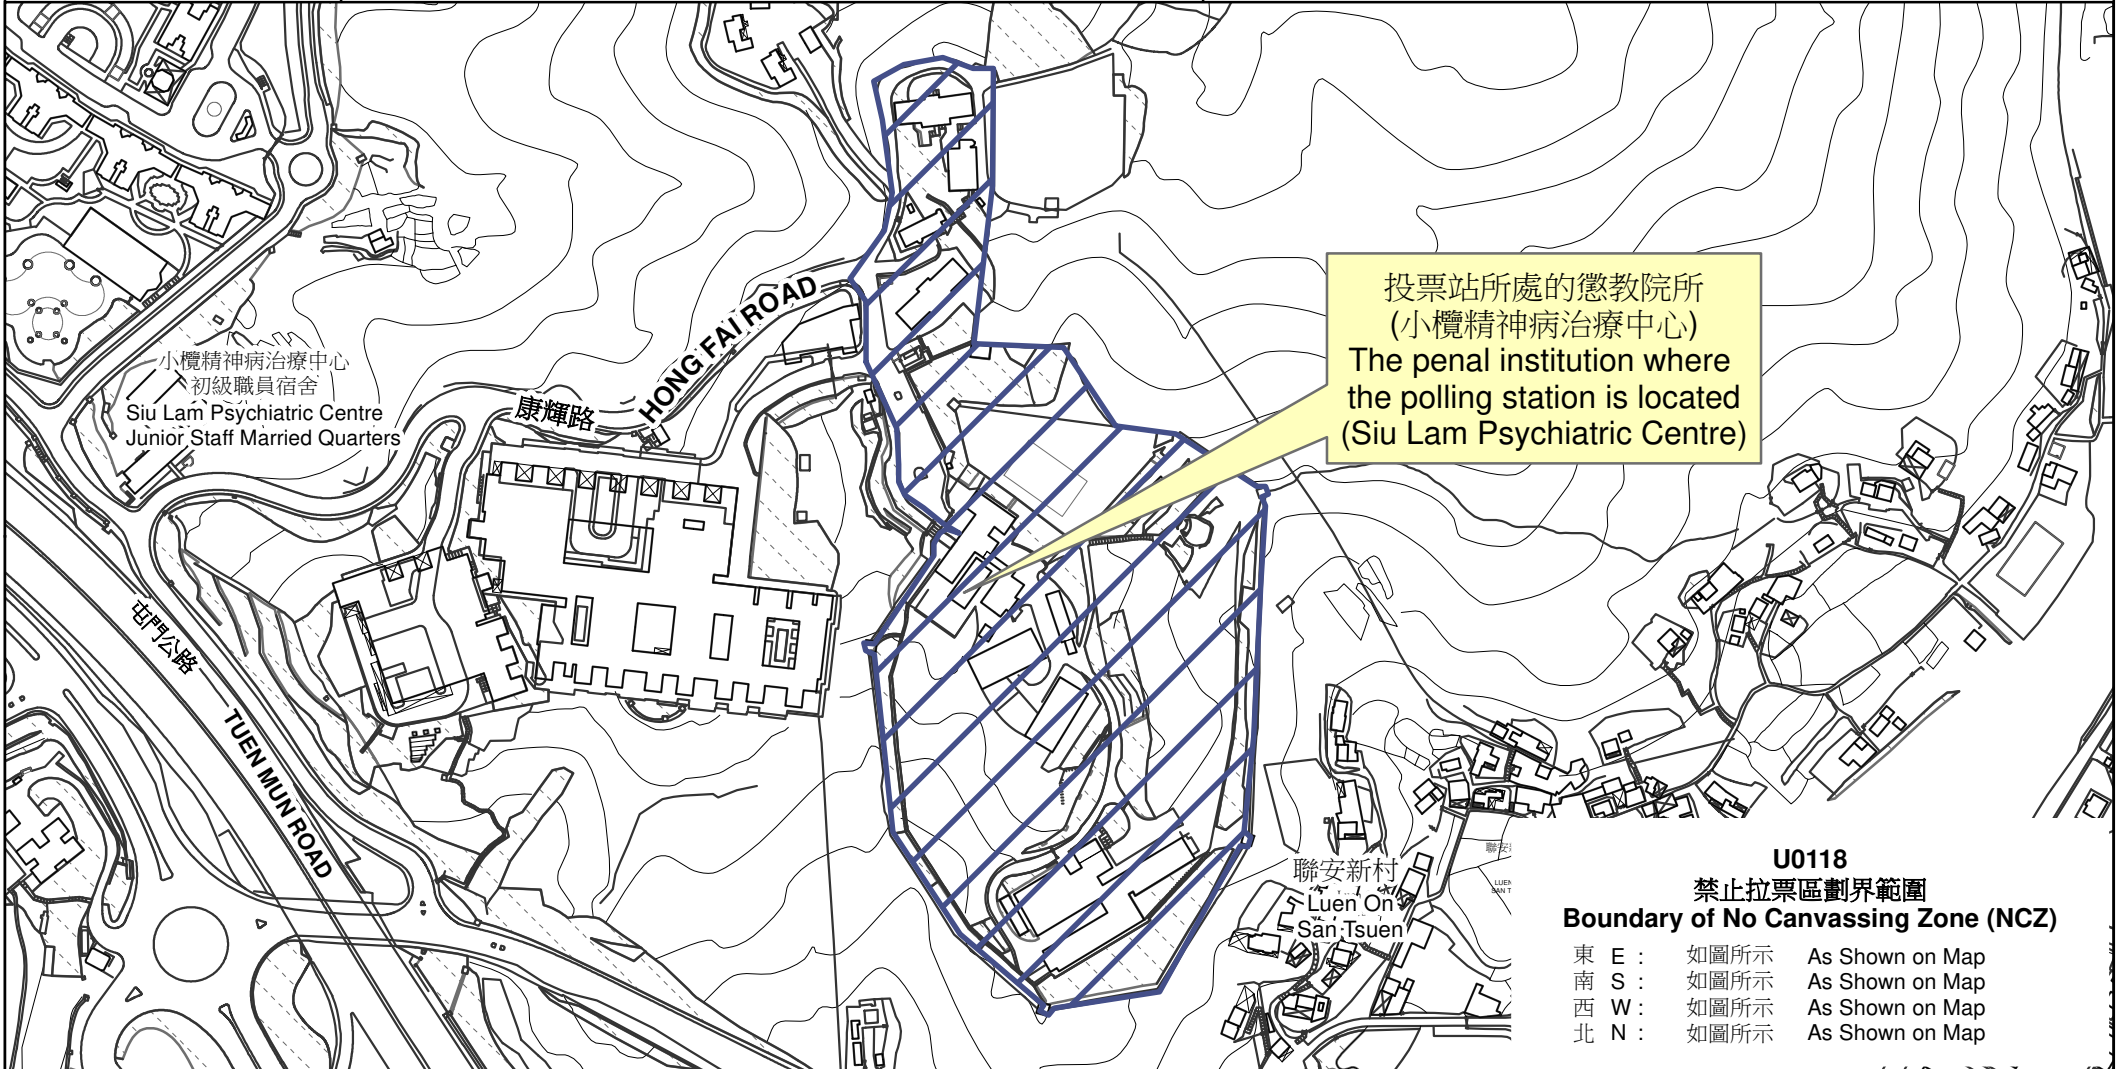 投票站所處的懲教院所
(小欖精神病治療中心)
The penal institution where
the polling station is located
(Siu Lam Psychiatric Centre)
小欖精神病治療中心
初級職員宿舍
Siu Lam Psychiatric Centre
Junior Staff Married Quarters
康輝路
HONG FAI ROAD
屯門公路
TUEN MUN ROAD
聯安新村
Luen On
San Tsuen
U0118
禁止拉票區劃界範圍
Boundary of No Canvassing Zone (NCZ)
東 E : 如圖所示 As Shown on Map
南 S : 如圖所示 As Shown on Map
西 W : 如圖所示 As Shown on Map
北 N : 如圖所示 As Shown on Map